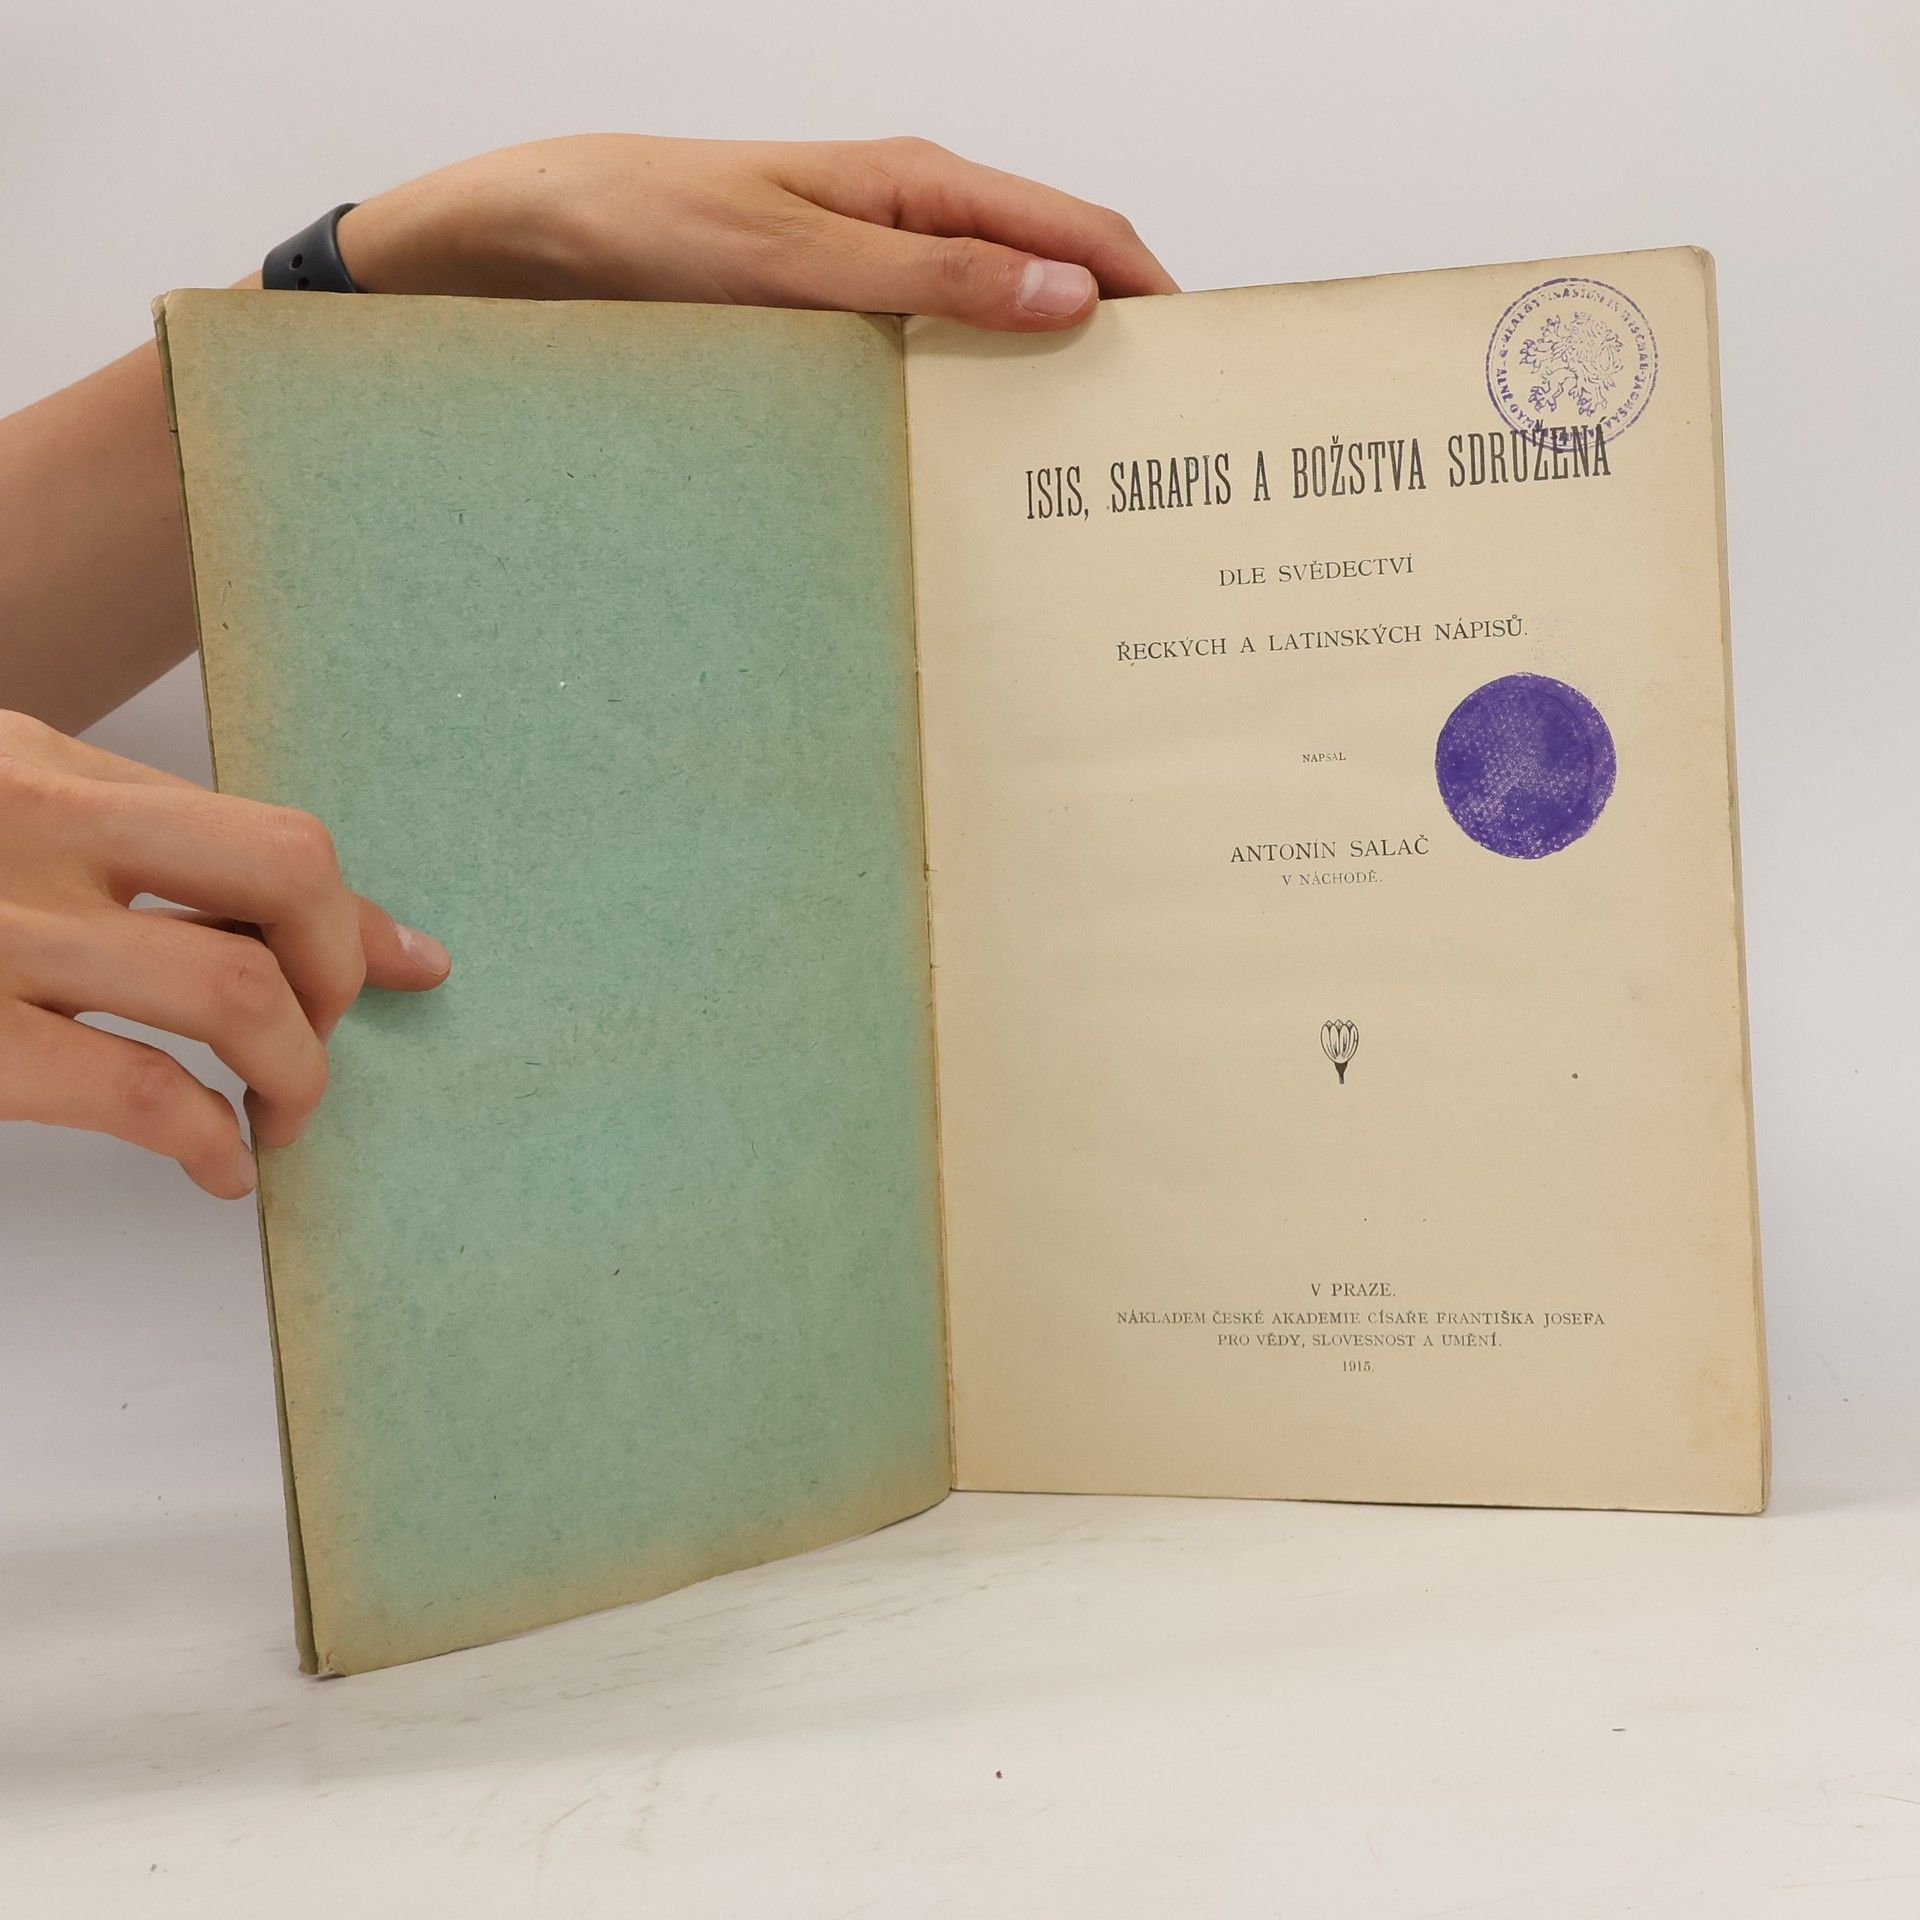 ISIS, SARAPIS A BOŽSTVA SDRUŽENÁ
DLE SVĚDECTVÍ
ŘECKÝCH A LATINSKÝCH NÁPISŮ.
NAPSAL
ANTONÍN SALAČ
V NÁCHODĚ.
V PRAZE.
NÁKLADEM ČESKÉ AKADEMIE CÍSAŘE FRANTIŠKA JOSEFA
PRO VĚDY, SLOVESNOST A UMĚNÍ.
1915.